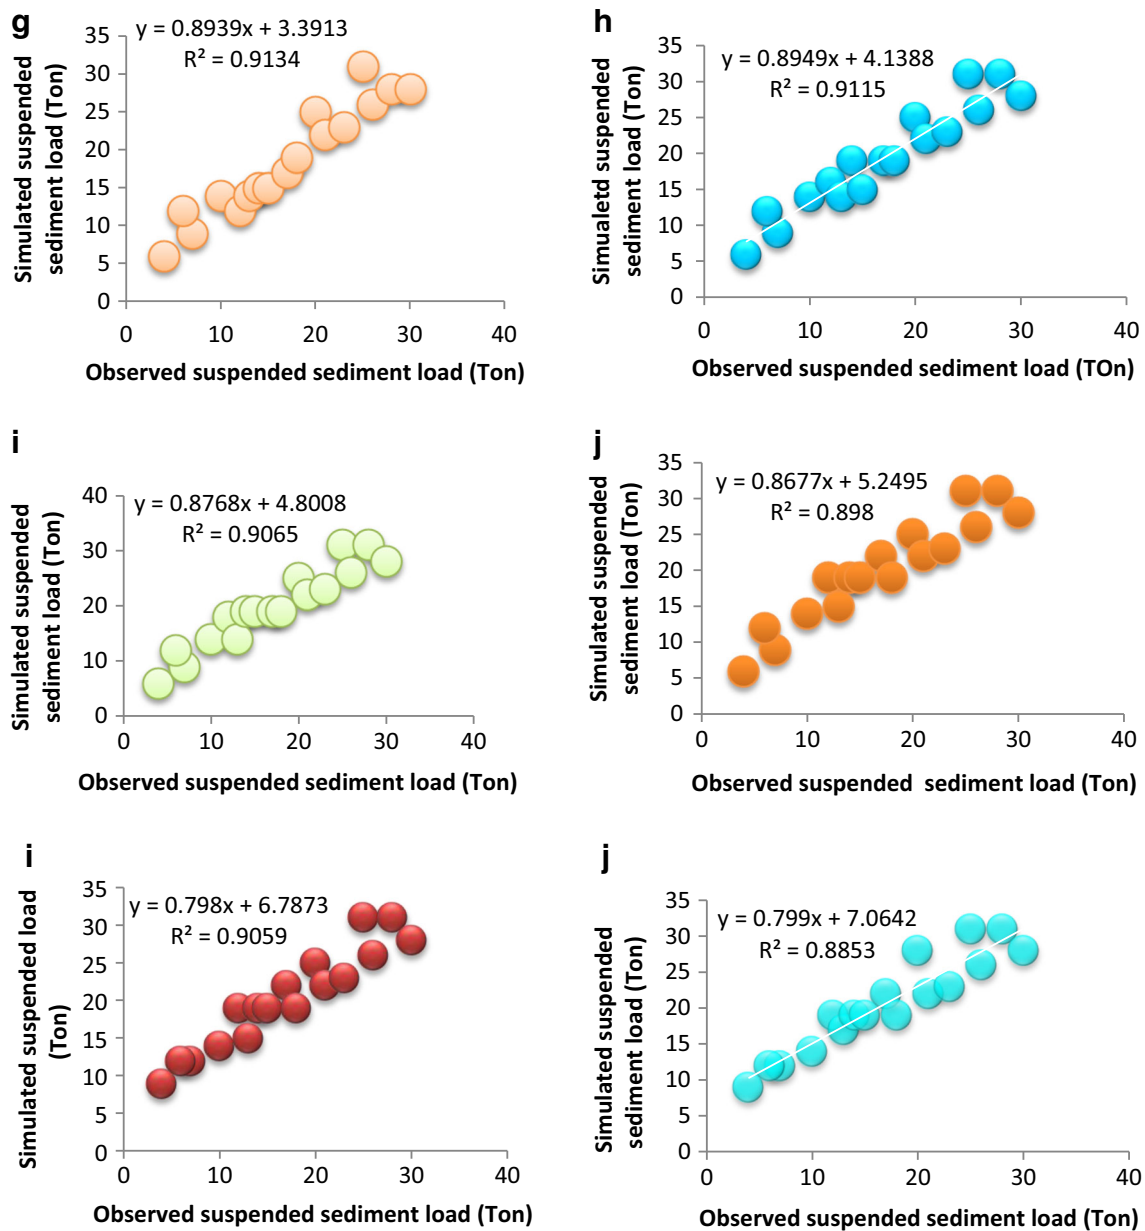 g
y = 0.8939x + 3.3913
R² = 0.9134
Simulated suspended
sediment load (Ton)
35
30
25
20
15
10
5
0
0 10 20 30 40
Observed suspended sediment load (Ton)
h
y = 0.8949x + 4.1388
R² = 0.9115
Simualetd suspended
sediment load (Ton)
35
30
25
20
15
10
5
0
0 10 20 30 40
Observed suspended sediment load (TOn)
i
y = 0.8768x + 4.8008
R² = 0.9065
Simulated suspended
sediment load (Ton)
40
30
20
10
0
0 10 20 30 40
Observed suspended sediment load (Ton)
j
y = 0.8677x + 5.2495
R² = 0.898
Simulated suspended
sediment load (Ton)
35
30
25
20
15
10
5
0
0 10 20 30 40
Observed suspended  sediment load (Ton)
i
y = 0.798x + 6.7873
R² = 0.9059
Simulated suspended load
(Ton)
35
30
25
20
15
10
5
0
0 10 20 30 40
Observed suspended sediment load (Ton)
j
y = 0.799x + 7.0642
R² = 0.8853
Simulated suspended
sediment load (Ton)
35
30
25
20
15
10
5
0
0 10 20 30 40
Observed suspended sediment load (Ton)